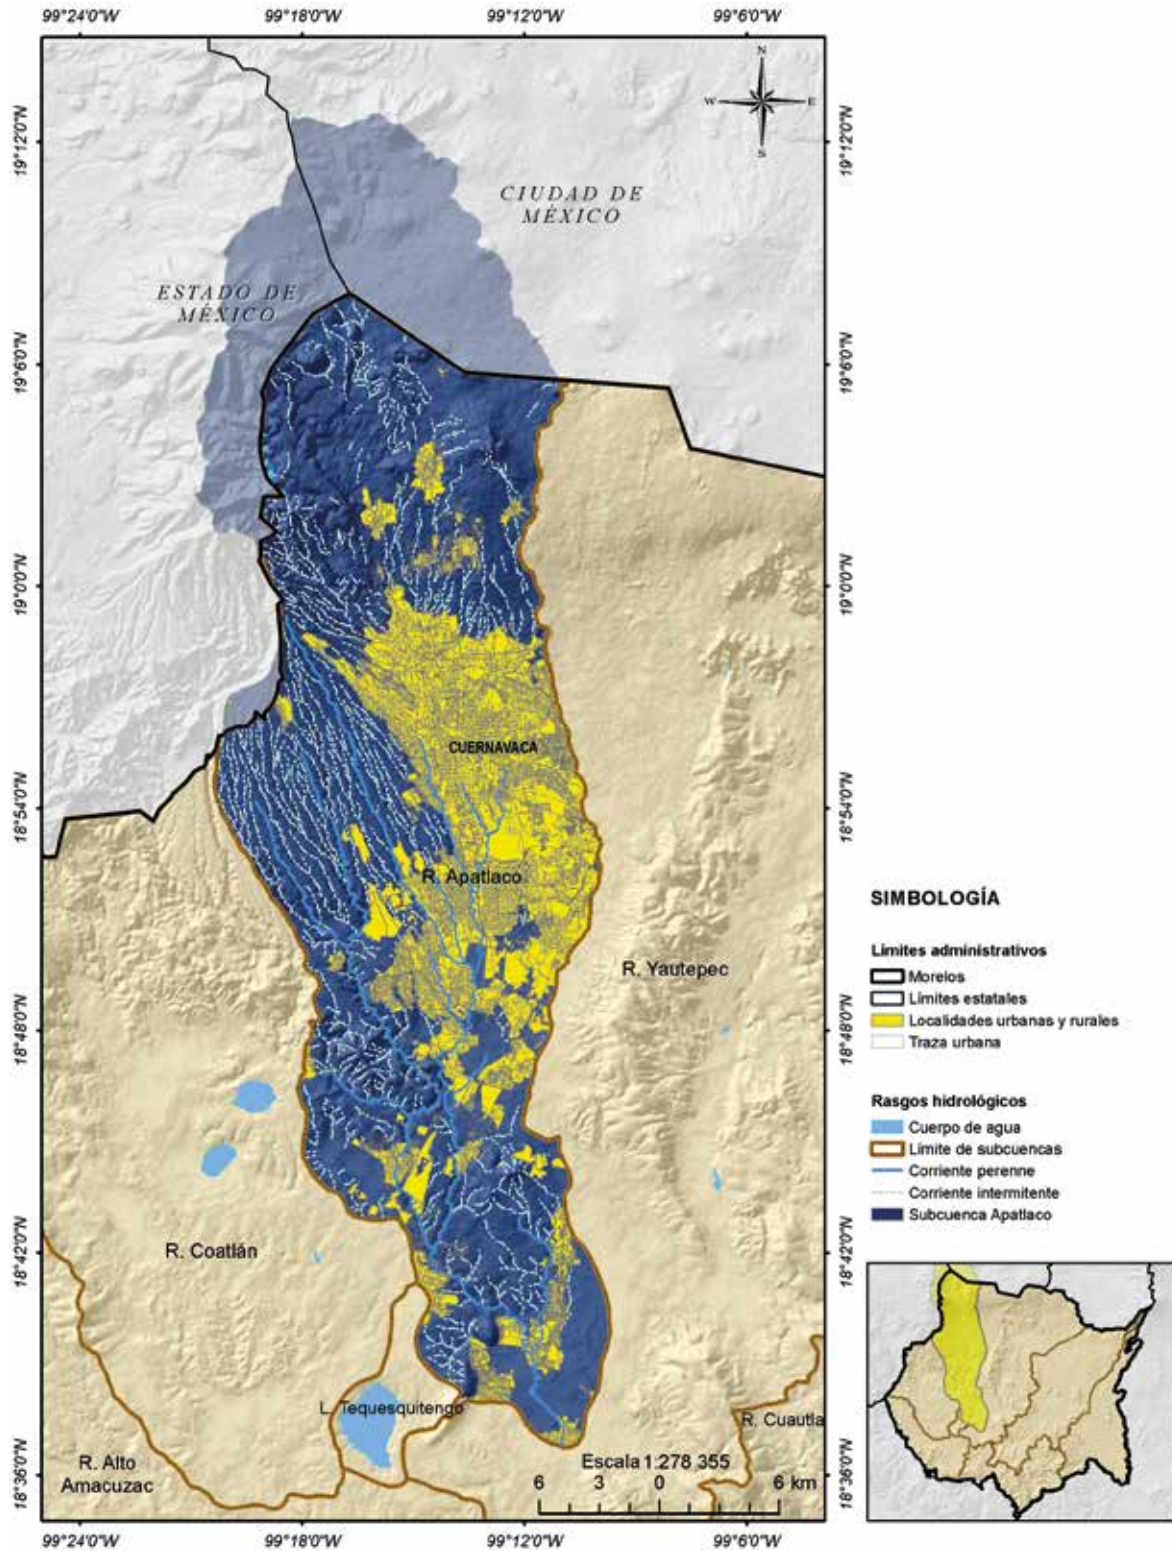 99°24'0"W
99°18'0"W
99°12'0"W
99°6'0"W
N
W
E
S
19°12'0"N
19°12'0"N
CIUDAD DE
MÉXICO
ESTADO DE
MÉXICO
19°6'0"N
19°6'0"N
19°0'0"N
19°0'0"N
CUERNAVACA
18°54'0"N
18°54'0"N
R. Apatlaco
R. Yautepec
18°48'0"N
18°48'0"N
R. Coatlán
18°42'0"N
18°42'0"N
L. Tequesquitengo
R. Cuautla
R. Alto
Amacuzac
18°36'0"N
18°36'0"N
Escala 1:278 355
6 3 0 6 km
99°24'0"W
99°18'0"W
99°12'0"W
99°6'0"W
SIMBOLOGÍA
Límites administrativos
Morelos
Límites estatales
Localidades urbanas y rurales
Traza urbana
Rasgos hidrológicos
Cuerpo de agua
Límite de subcuencas
Corriente perenne
Corriente intermitente
Subcuenca Apatlaco